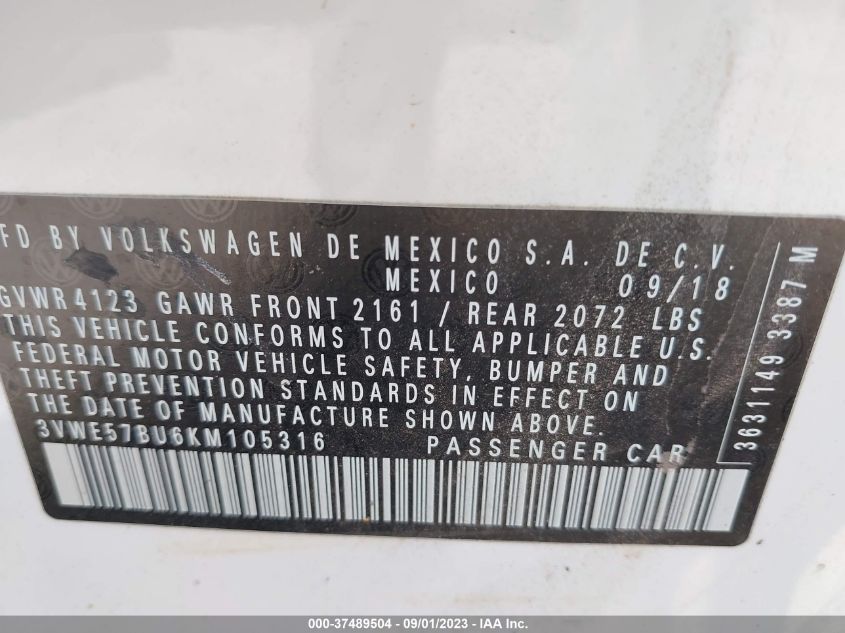 FD BY VOLKSWAGEN DE MEXICO S.A. DE C.V.
MEXICO 09/18
GVWR 4123 GAWR FRONT 2161 / REAR 2072 LBS
THIS VEHICLE CONFORMS TO ALL APPLICABLE U.S.
FEDERAL MOTOR VEHICLE SAFETY, BUMPER AND
THEFT PREVENTION STANDARDS IN EFFECT ON
THE DATE OF MANUFACTURE SHOWN ABOVE.
3VWE57BU6KM105316 PASSENGER CAR
3631149 3387 M
000-37489504 - 09/01/2023 - IAA Inc.